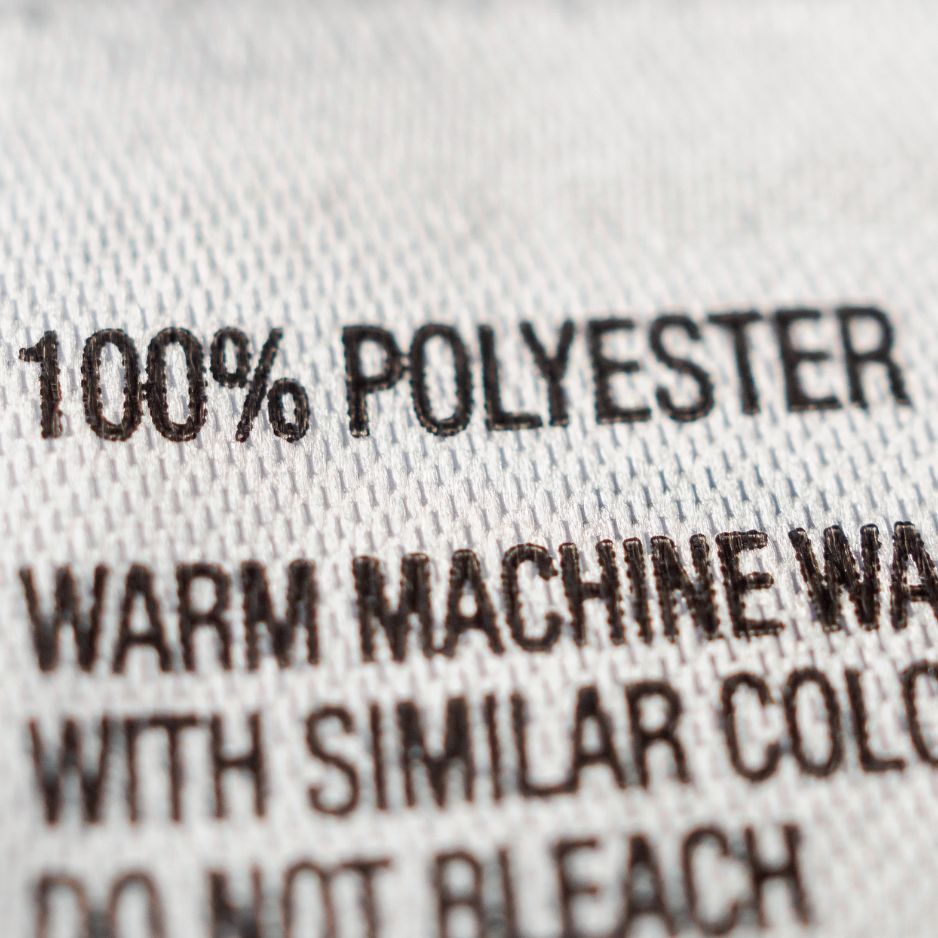 100% POLYESTER
WARM MACHINE WA
WITH SIMILAR COLO
DO NOT BLEACH